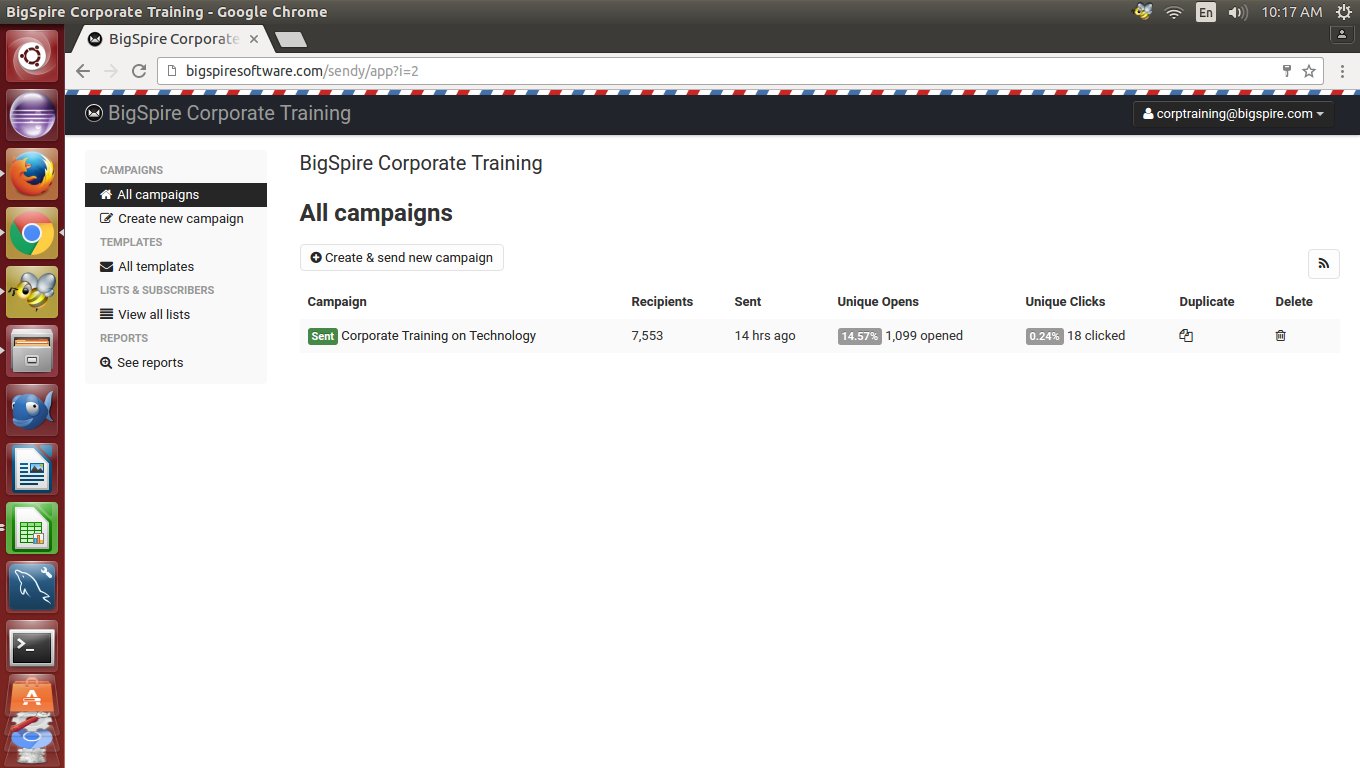 BigSpire Corporate Training - Google Chrome
En
10:17 AM
BigSpire Corporate
bigspiresoftware.com/sendy/app?i=2
BigSpire Corporate Training
corptraining@bigspire.com
CAMPAIGNS
All campaigns
Create new campaign
TEMPLATES
All templates
LISTS & SUBSCRIBERS
View all lists
REPORTS
See reports
BigSpire Corporate Training
All campaigns
Create & send new campaign
Campaign Recipients Sent Unique Opens Unique Clicks Duplicate Delete
Sent Corporate Training on Technology 7,553 14 hrs ago 14.57% 1,099 opened 0.24% 18 clicked